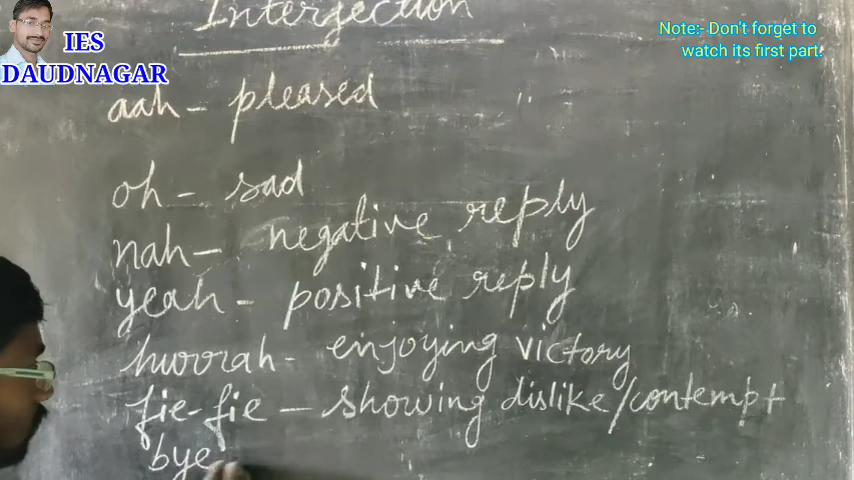 Interjection
IES
DAUDNAGAR
Note:- Don't forget to
watch its first part.
aah - pleased
oh - sad
nah - negative reply
yeah - positive reply
hurrah - enjoying victory
fie-fie - showing dislike/contempt
bye